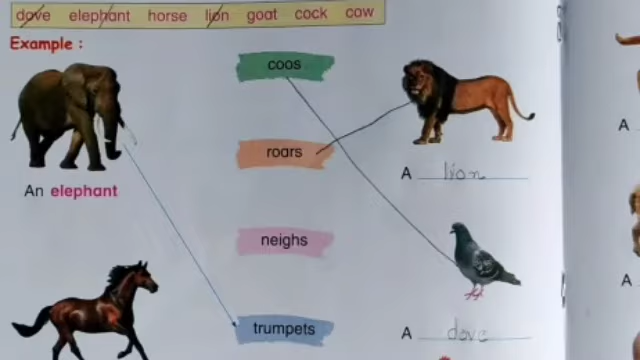 dove elephant horse lion goat cock cow
Example :
coos
roars
A lion
An elephant
neighs
trumpets
A dove
A
A